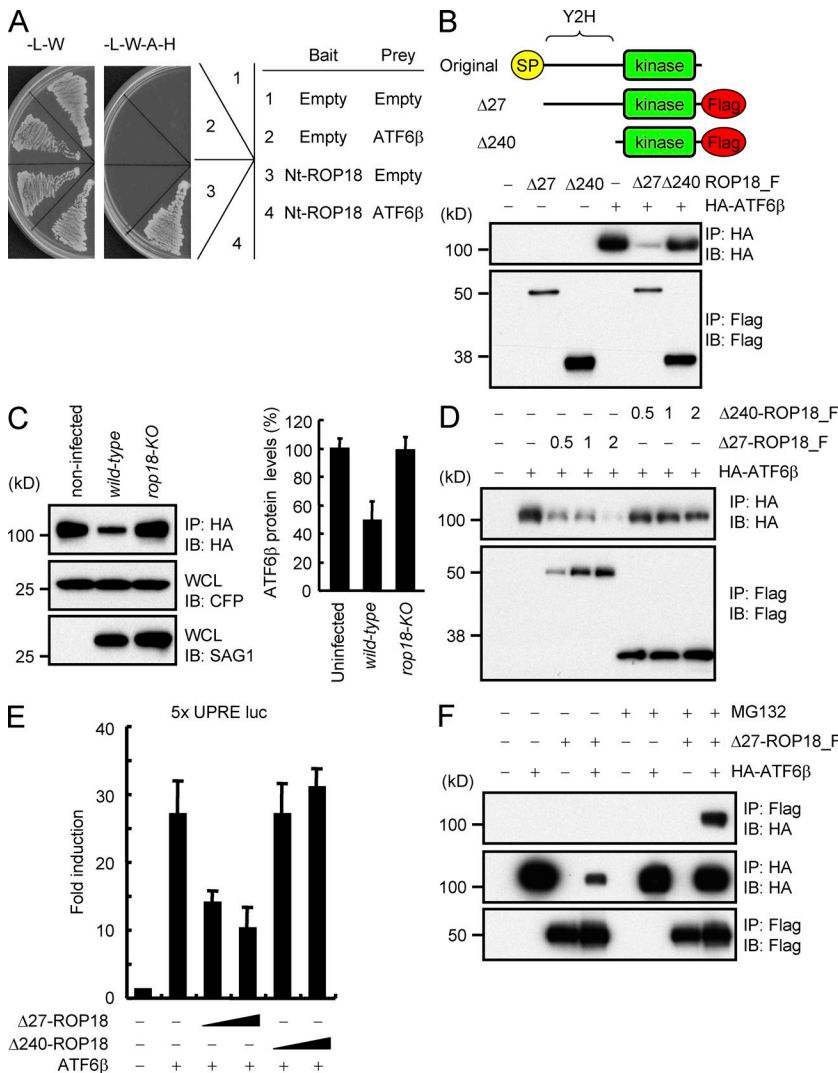 A
-L-W
-L-W-A-H
1
2
3
4
Bait Prey
1 Empty Empty
2 Empty ATF6β
3 Nt-ROP18 Empty
4 Nt-ROP18 ATF6β
B
Y2H
Original SP kinase
Δ27 kinase Flag
Δ240 kinase Flag
– Δ27 Δ240 – Δ27 Δ240 ROP18_F
– – – + + + HA-ATF6β
(kD)
100
IP: HA
IB: HA
50
38
IP: Flag
IB: Flag
C
non-infected
wild-type
rop18-KO
(kD)
100
IP: HA
IB: HA
25
WCL
IB: CFP
25
WCL
IB: SAG1
ATF6β protein levels (%)
140
120
100
80
60
40
20
0
Uninfected
wild-type
rop18-KO
D
– – – – – 0.5 1 2 Δ240-ROP18_F
– – 0.5 1 2 – – – Δ27-ROP18_F
– + + + + + + + HA-ATF6β
(kD)
100
IP: HA
IB: HA
50
38
IP: Flag
IB: Flag
E
5x UPRE luc
Fold induction
40
30
20
10
0
Δ27-ROP18 – – – –
Δ240-ROP18 – – – –
ATF6β – + + + + +
F
– – – – + + + + MG132
– – + + – – + + Δ27-ROP18_F
– + – + – + – + HA-ATF6β
(kD)
100
IP: Flag
IB: HA
100
IP: HA
IB: HA
50
IP: Flag
IB: Flag